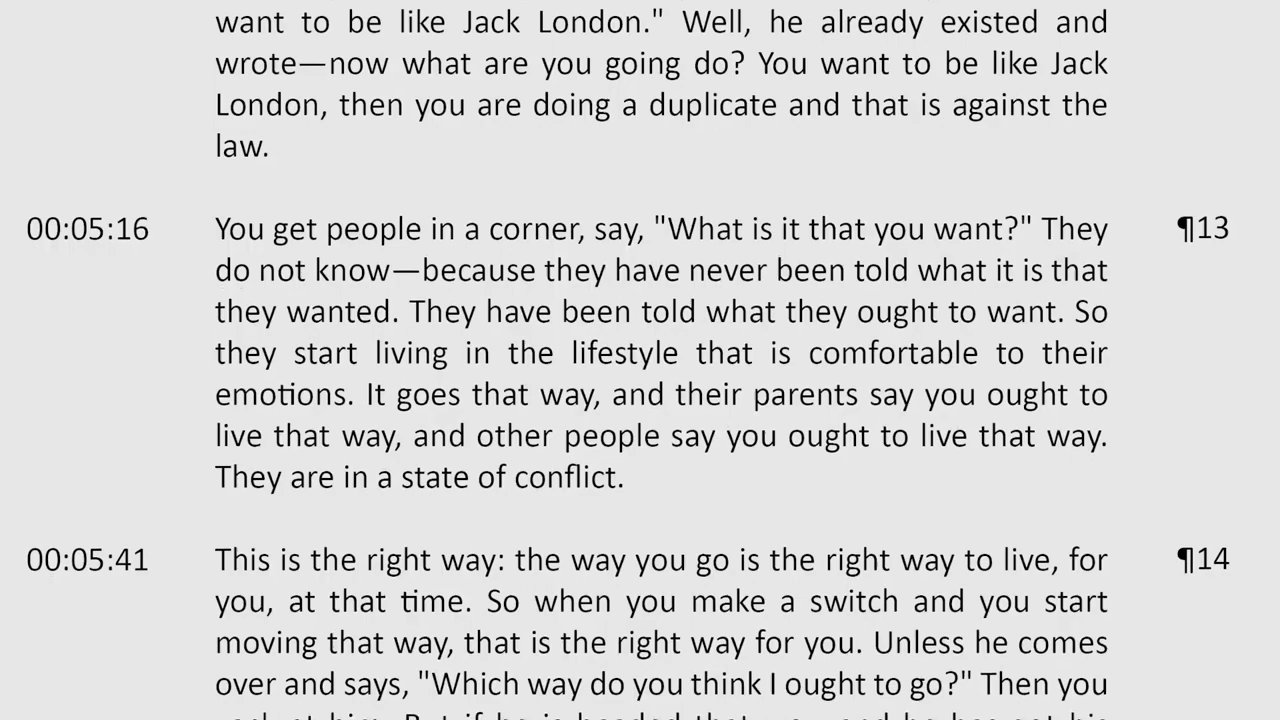 want to be like Jack London." Well, he already existed and
wrote—now what are you going do? You want to be like Jack
London, then you are doing a duplicate and that is against the
law.
00:05:16 You get people in a corner, say, "What is it that you want?" They ¶13
do not know—because they have never been told what it is that
they wanted. They have been told what they ought to want. So
they start living in the lifestyle that is comfortable to their
emotions. It goes that way, and their parents say you ought to
live that way, and other people say you ought to live that way.
They are in a state of conflict.
00:05:41 This is the right way: the way you go is the right way to live, for ¶14
you, at that time. So when you make a switch and you start
moving that way, that is the right way for you. Unless he comes
over and says, "Which way do you think I ought to go?" Then you